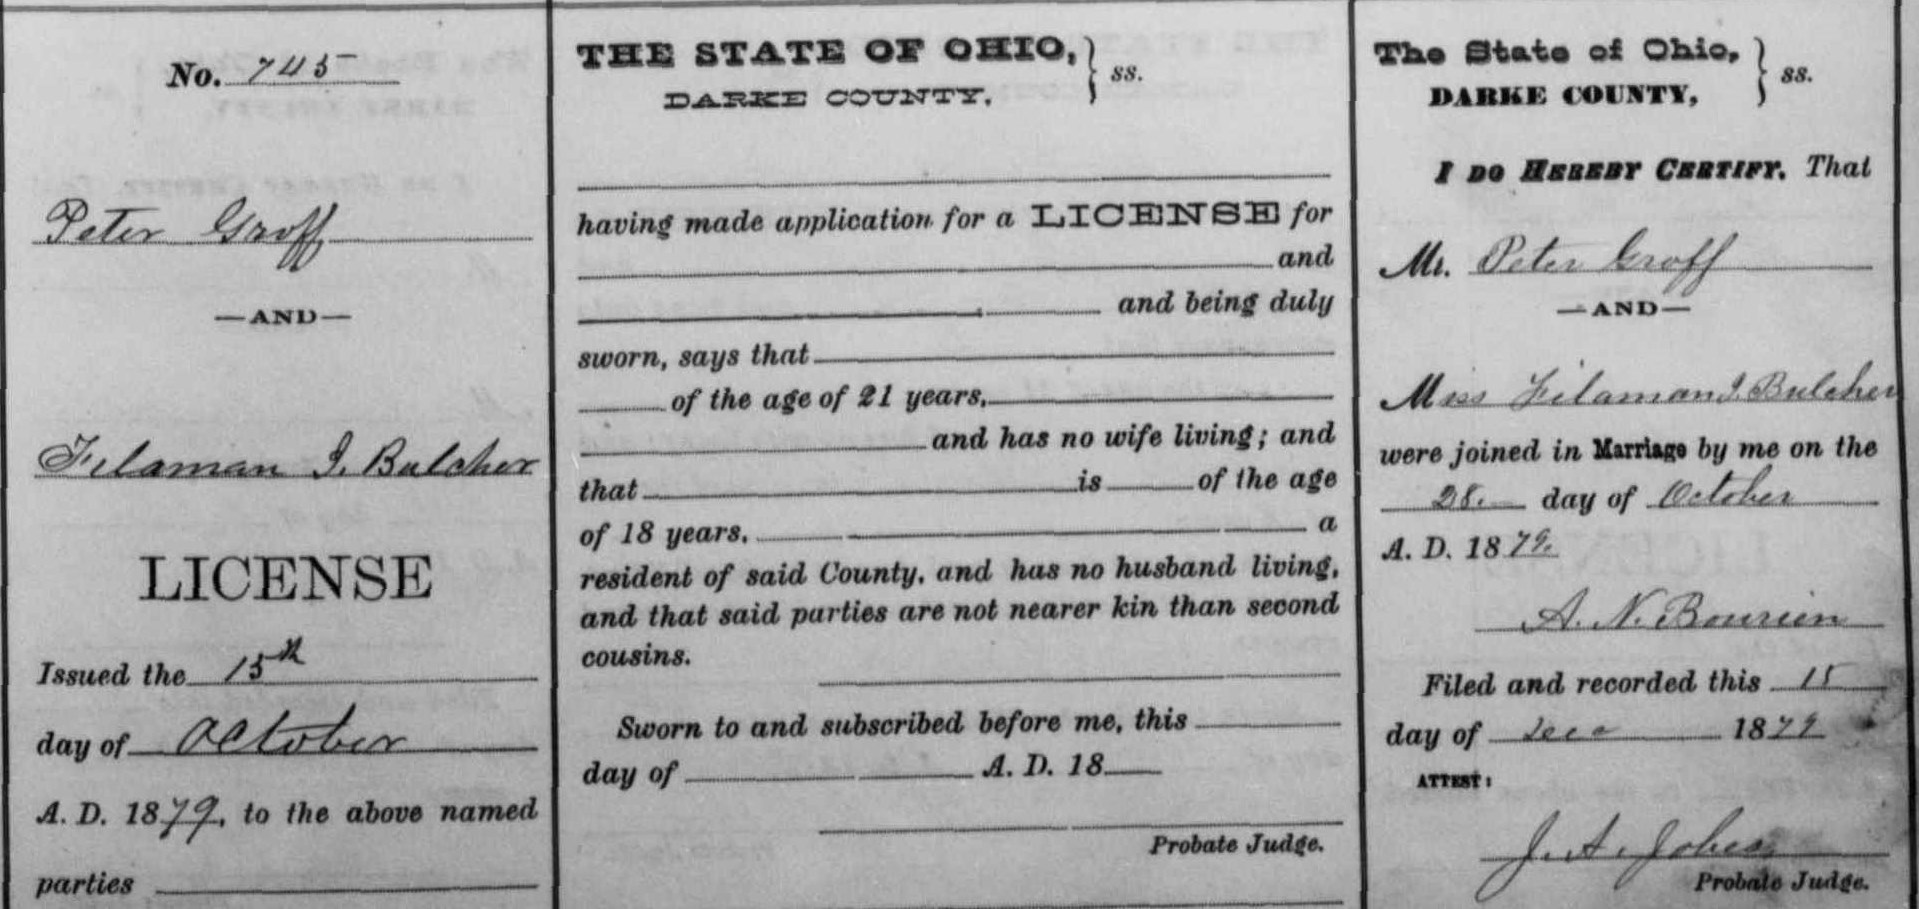 No. 745
Peter Groff
—AND—
Filaman J. Bulcher
LICENSE
Issued the 15th
day of October
A. D. 1879, to the above named
parties
THE STATE OF OHIO, } ss.
DARKE COUNTY,
having made application for a LICENSE for
and
and being duly
sworn, says that
of the age of 21 years,
and has no wife living; and
that is of the age
of 18 years, a
resident of said County, and has no husband living,
and that said parties are not nearer kin than second
cousins.
Sworn to and subscribed before me, this
day of A. D. 18
Probate Judge.
The State of Ohio, } ss.
DARKE COUNTY,
I DO HEREBY CERTIFY, That
Mr. Peter Groff
—AND—
Miss Filaman J. Bulcher
were joined in Marriage by me on the
28. day of October
A. D. 1879.
A. N. Bourien
Filed and recorded this 15
day of Dec 1879
ATTEST:
J. A. Jobes
Probate Judge.